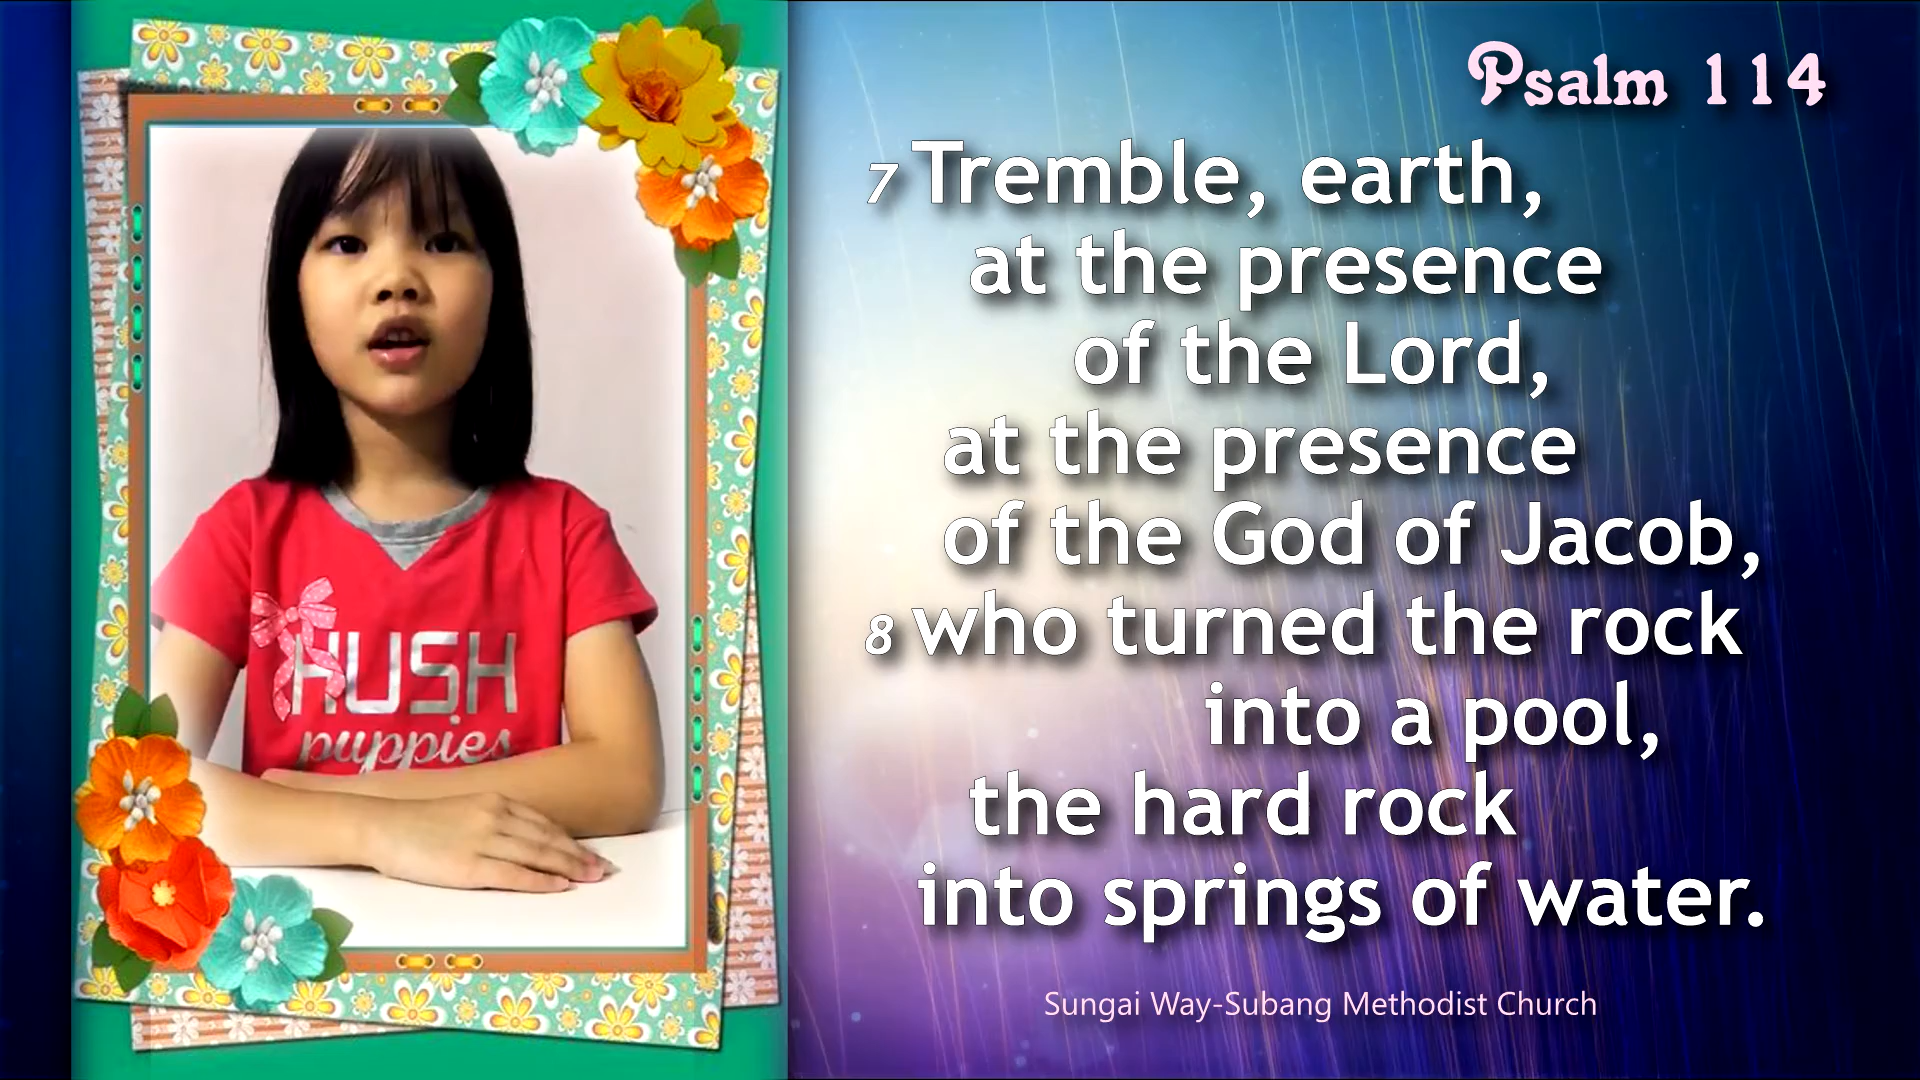 Psalm 114
7 Tremble, earth,
at the presence
of the Lord,
at the presence
of the God of Jacob,
8 who turned the rock
into a pool,
the hard rock
into springs of water.
Sungai Way-Subang Methodist Church
HUSH
puppies